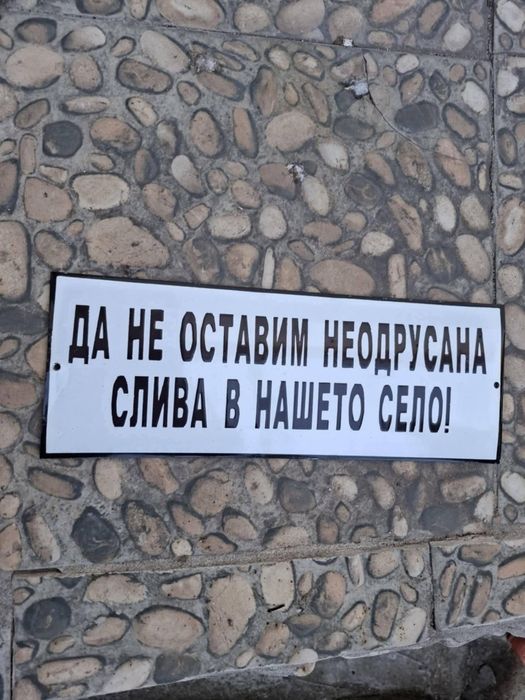 ДА НЕ ОСТАВИМ НЕОДРУСАНА
СЛИВА В НАШЕТО СЕЛО!